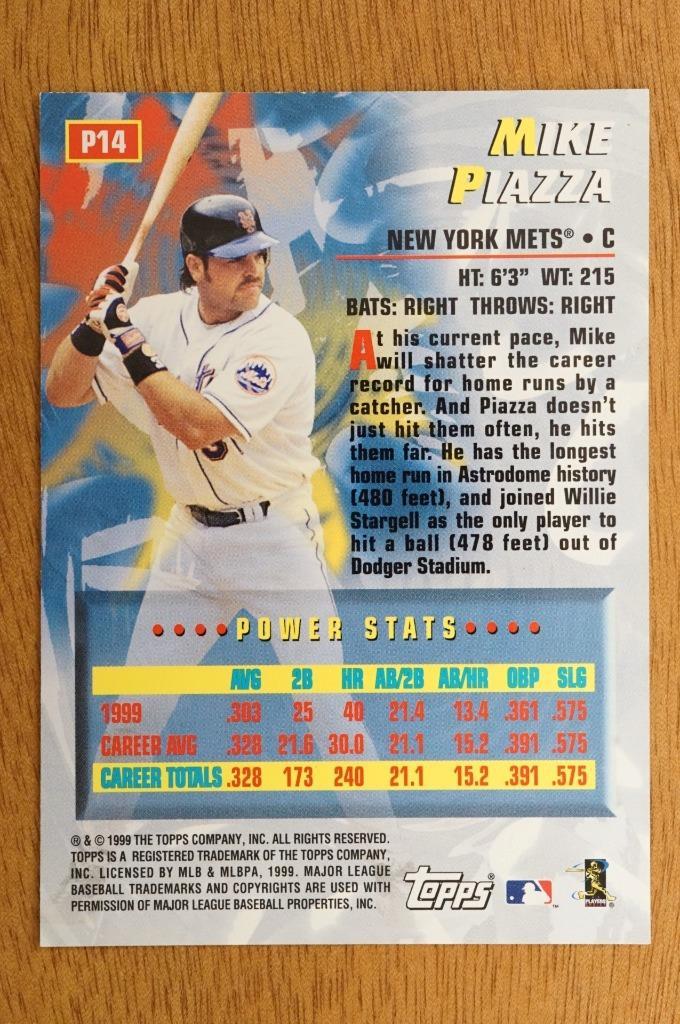 P14
MIKE
PIAZZA
NEW YORK METS® • C
HT: 6'3" WT: 215
BATS: RIGHT THROWS: RIGHT
At his current pace, Mike
will shatter the career
record for home runs by a
catcher. And Piazza doesn't
just hit them often, he hits
them far. He has the longest
home run in Astrodome history
(480 feet), and joined Willie
Stargell as the only player to
hit a ball (478 feet) out of
Dodger Stadium.
••••POWER STATS••••
AVG 2B HR AB/2B AB/HR OBP SLG
1999 .303 25 40 21.4 13.4 .361 .575
CAREER AVG .328 21.6 30.0 21.1 15.2 .391 .575
CAREER TOTALS .328 173 240 21.1 15.2 .391 .575
® & © 1999 THE TOPPS COMPANY, INC. ALL RIGHTS RESERVED.
TOPPS IS A REGISTERED TRADEMARK OF THE TOPPS COMPANY,
INC. LICENSED BY MLB & MLBPA, 1999. MAJOR LEAGUE
BASEBALL TRADEMARKS AND COPYRIGHTS ARE USED WITH
PERMISSION OF MAJOR LEAGUE BASEBALL PROPERTIES, INC.
topps®
™
PLAYERS
®